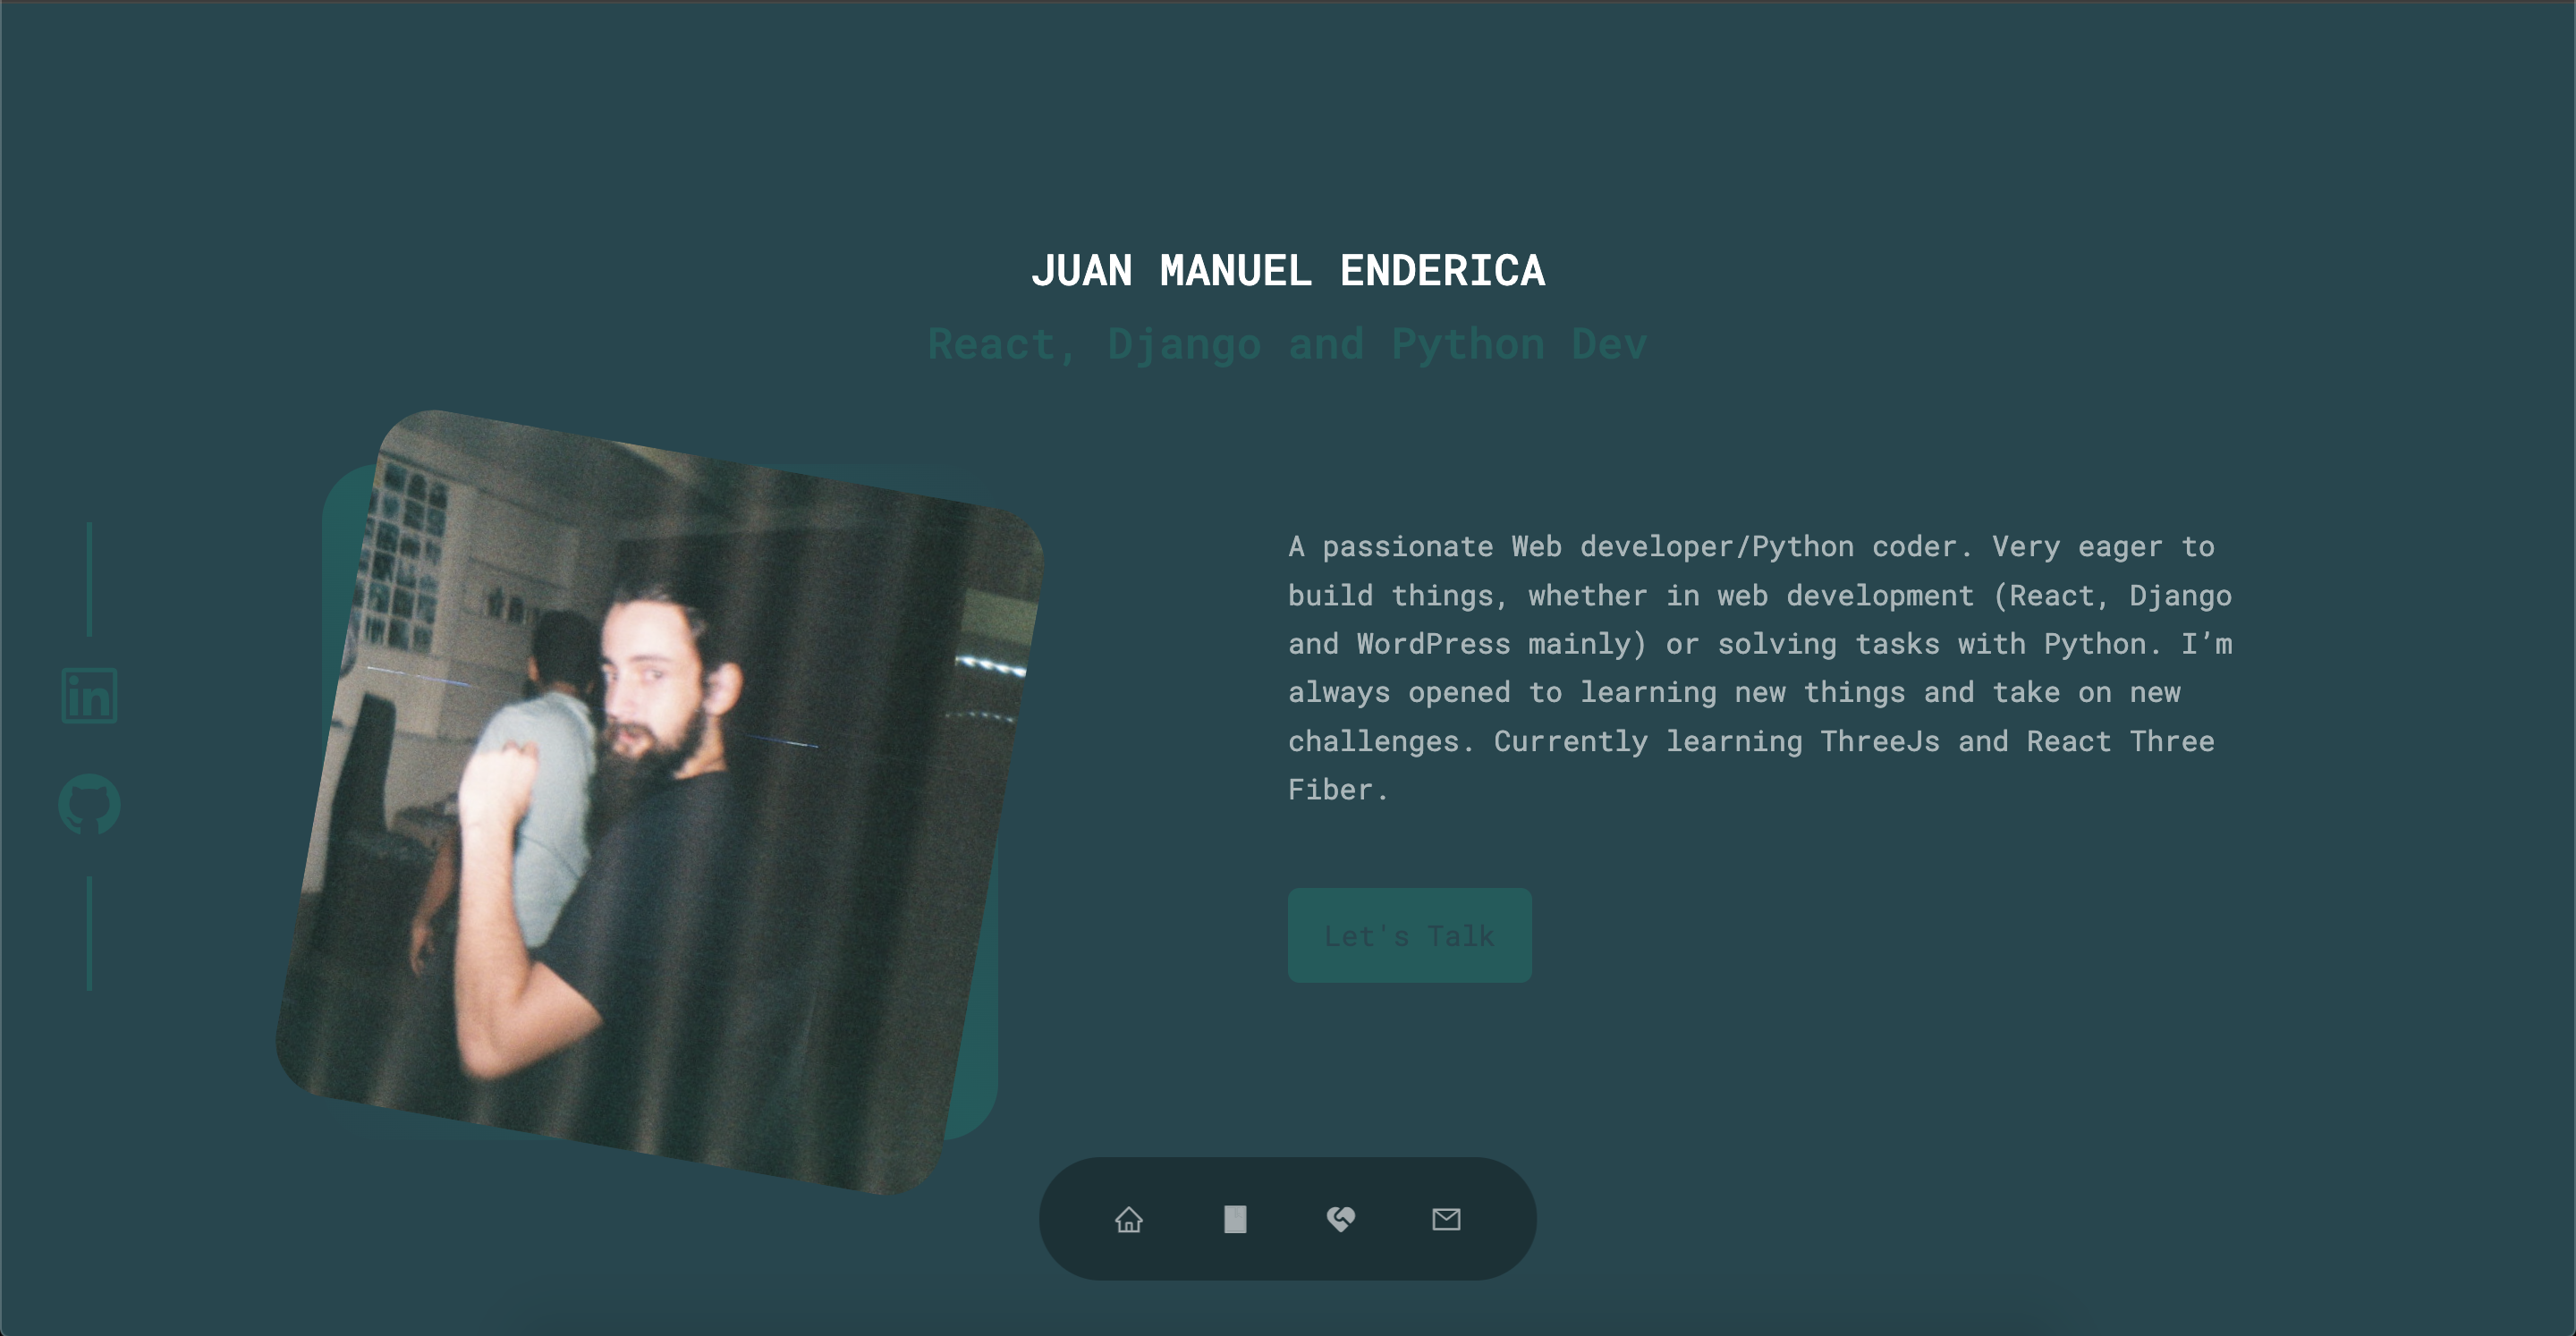 JUAN MANUEL ENDERICA
React, Django and Python Dev
A passionate Web developer/Python coder. Very eager to
build things, whether in web development (React, Django
and WordPress mainly) or solving tasks with Python. I’m
always opened to learning new things and take on new
challenges. Currently learning ThreeJs and React Three
Fiber.
in
Let's Talk